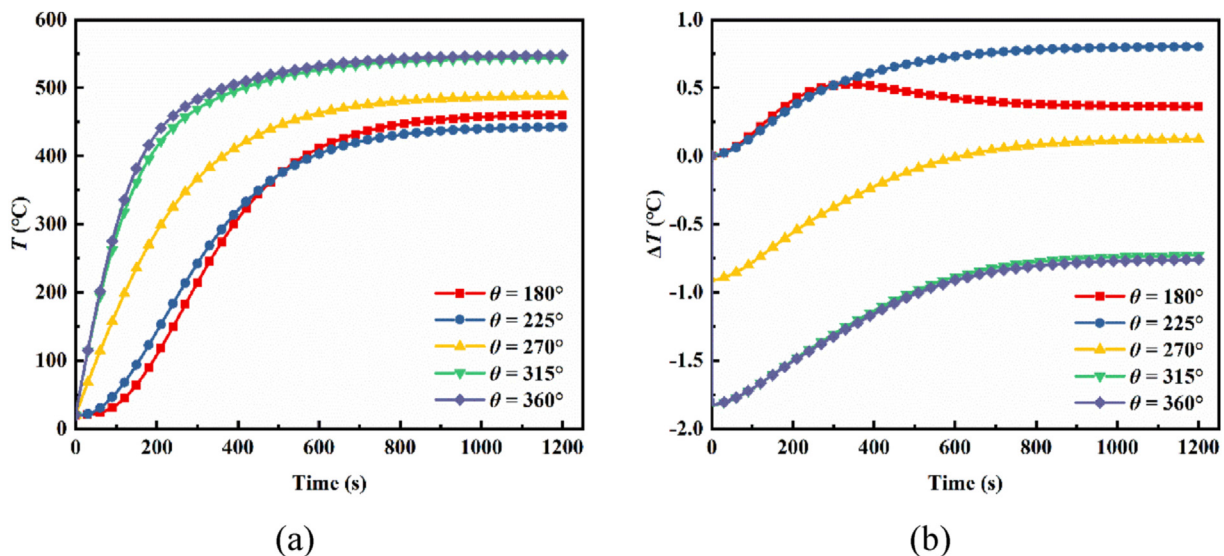 600
500
400
300
200
100
0
T (℃)
0 200 400 600 800 1000 1200
Time (s)
θ = 180°
θ = 225°
θ = 270°
θ = 315°
θ = 360°
(a)
1.0
0.5
0.0
-0.5
-1.0
-1.5
-2.0
ΔT (℃)
0 200 400 600 800 1000 1200
Time (s)
θ = 180°
θ = 225°
θ = 270°
θ = 315°
θ = 360°
(b)